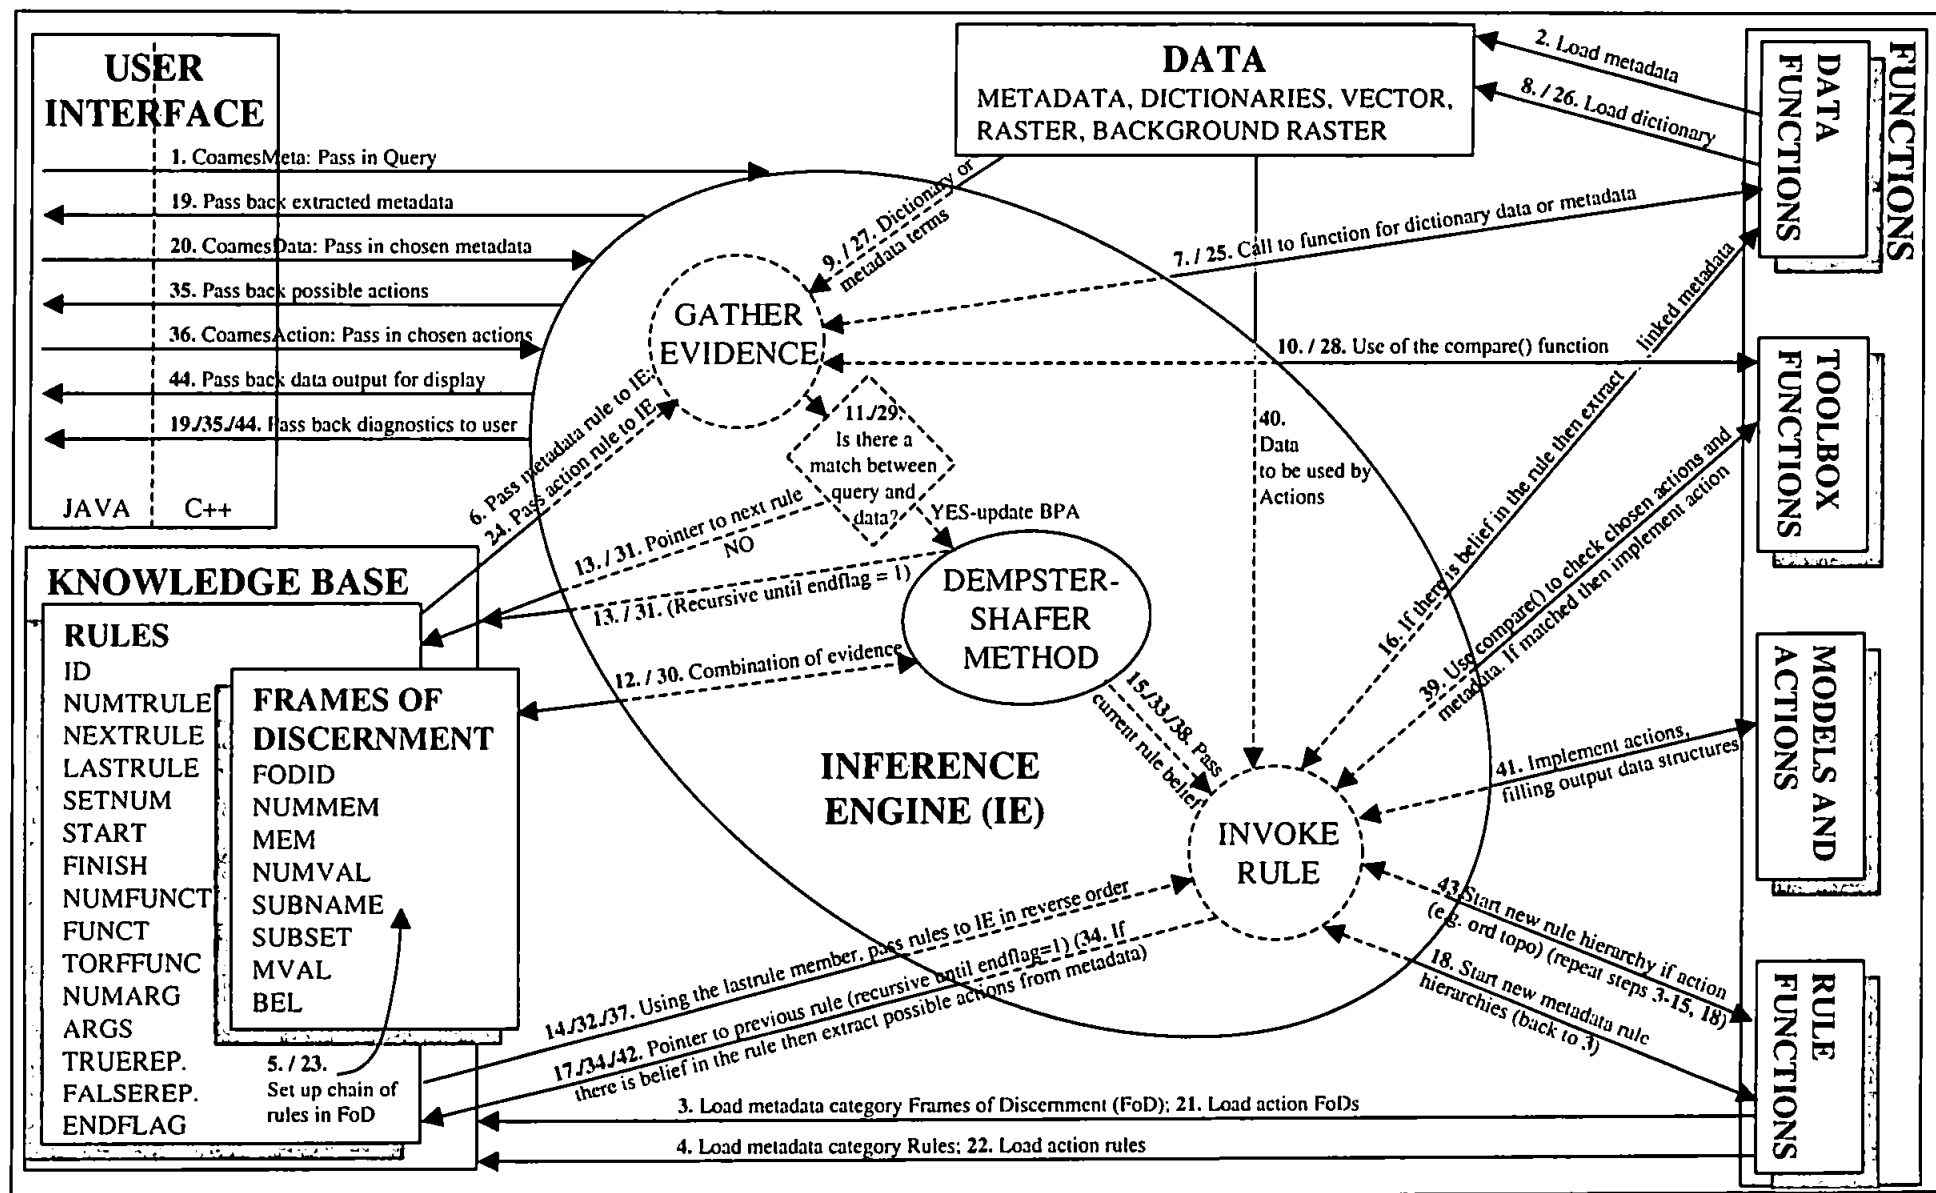 USER
INTERFACE
1. CoamesMeta: Pass in Query
19. Pass back extracted metadata
20. CoamesData: Pass in chosen metadata
35. Pass back possible actions
36. CoamesAction: Pass in chosen actions
44. Pass back data output for display
19./35./44. Pass back diagnostics to user
JAVA
C++
DATA
METADATA, DICTIONARIES, VECTOR,
RASTER, BACKGROUND RASTER
2. Load metadata
8. / 26. Load dictionary
FUNCTIONS
DATA
FUNCTIONS
TOOLBOX
FUNCTIONS
MODELS AND
ACTIONS
RULE
FUNCTIONS
9. / 27. Dictionary or
metadata terms
7. / 25. Call to function for dictionary data or metadata
GATHER
EVIDENCE
10. / 28. Use of the compare() function
11./29.
Is there a
match between
query and
data?
YES-update BPA
40.
Data
to be used by
Actions
16. If there is belief in the rule then extract linked metadata
39. Use compare() to check chosen actions and
metadata. If matched then implement action
6. Pass metadata rule to IE;
24. Pass action rule to IE
13. / 31. Pointer to next rule
NO
13. / 31. (Recursive until endflag = 1)
DEMPSTER-
SHAFER
METHOD
12. / 30. Combination of evidence
15./33./38. Pass
current rule belief
INFERENCE
ENGINE (IE)
INVOKE
RULE
41. Implement actions,
filling output data structures
43. Start new rule hierarchy if action
(e.g. ord topo) (repeat steps 3-15, 18)
18. Start new metadata rule
hierarchies (back to 3)
KNOWLEDGE BASE
RULES
ID
NUMTRULE
NEXTRULE
LASTRULE
SETNUM
START
FINISH
NUMFUNCT
FUNCT
TORFFUNC
NUMARG
ARGS
TRUEREP.
FALSEREP.
ENDFLAG
FRAMES OF
DISCERNMENT
FODID
NUMMEM
MEM
NUMVAL
SUBNAME
SUBSET
MVAL
BEL
5. / 23.
Set up chain of
rules in FoD
14./32./37. Using the lastrule member, pass rules to IE in reverse order
17./34./42. Pointer to previous rule (recursive until endflag=1) (34. If
there is belief in the rule then extract possible actions from metadata)
3. Load metadata category Frames of Discernment (FoD); 21. Load action FoDs
4. Load metadata category Rules; 22. Load action rules